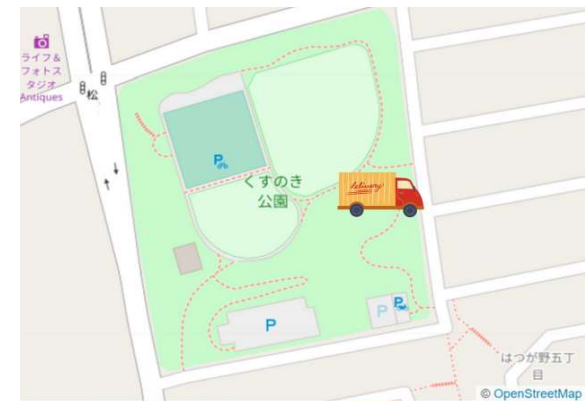 ライフ&
フォトス
タジオ
Antiques
松
P
くすのき
公園
delivery
P
P
P
はつが野五丁
目
© OpenStreetMap